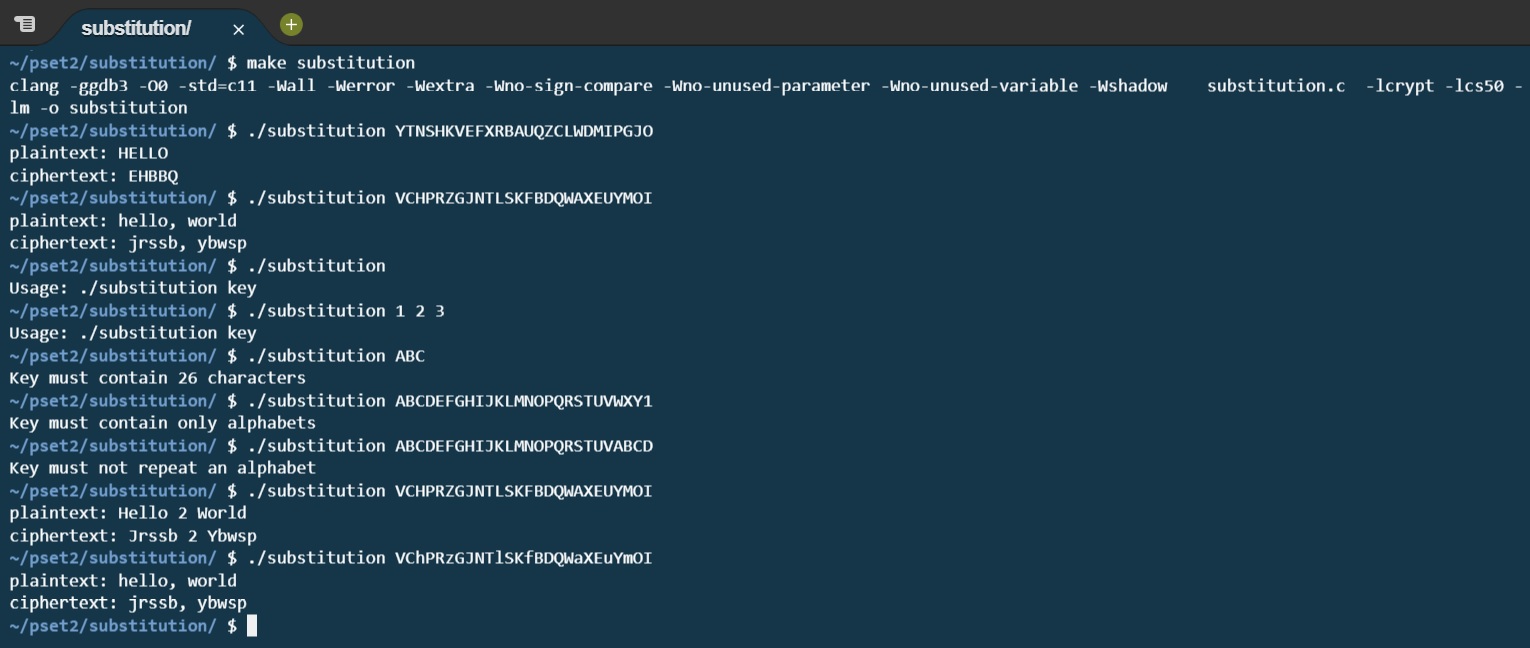 substitution/
~/pset2/substitution/ $ make substitution
clang -ggdb3 -O0 -std=c11 -Wall -Werror -Wextra -Wno-sign-compare -Wno-unused-parameter -Wno-unused-variable -Wshadow    substitution.c  -lcrypt -lcs50 -
lm -o substitution
~/pset2/substitution/ $ ./substitution YTNSHKVEFXRBAUQZCLWDMIPGJO
plaintext: HELLO
ciphertext: EHBBQ
~/pset2/substitution/ $ ./substitution VCHPRZGJNTLSKFBDQWAXEUYMOI
plaintext: hello, world
ciphertext: jrssb, ybwsp
~/pset2/substitution/ $ ./substitution
Usage: ./substitution key
~/pset2/substitution/ $ ./substitution 1 2 3
Usage: ./substitution key
~/pset2/substitution/ $ ./substitution ABC
Key must contain 26 characters
~/pset2/substitution/ $ ./substitution ABCDEFGHIJKLMNOPQRSTUVWXY1
Key must contain only alphabets
~/pset2/substitution/ $ ./substitution ABCDEFGHIJKLMNOPQRSTUVABCD
Key must not repeat an alphabet
~/pset2/substitution/ $ ./substitution VCHPRZGJNTLSKFBDQWAXEUYMOI
plaintext: Hello 2 World
ciphertext: Jrssb 2 Ybwsp
~/pset2/substitution/ $ ./substitution VChPRzGJNTlSKfBDQWaXEuYmOI
plaintext: hello, world
ciphertext: jrssb, ybwsp
~/pset2/substitution/ $